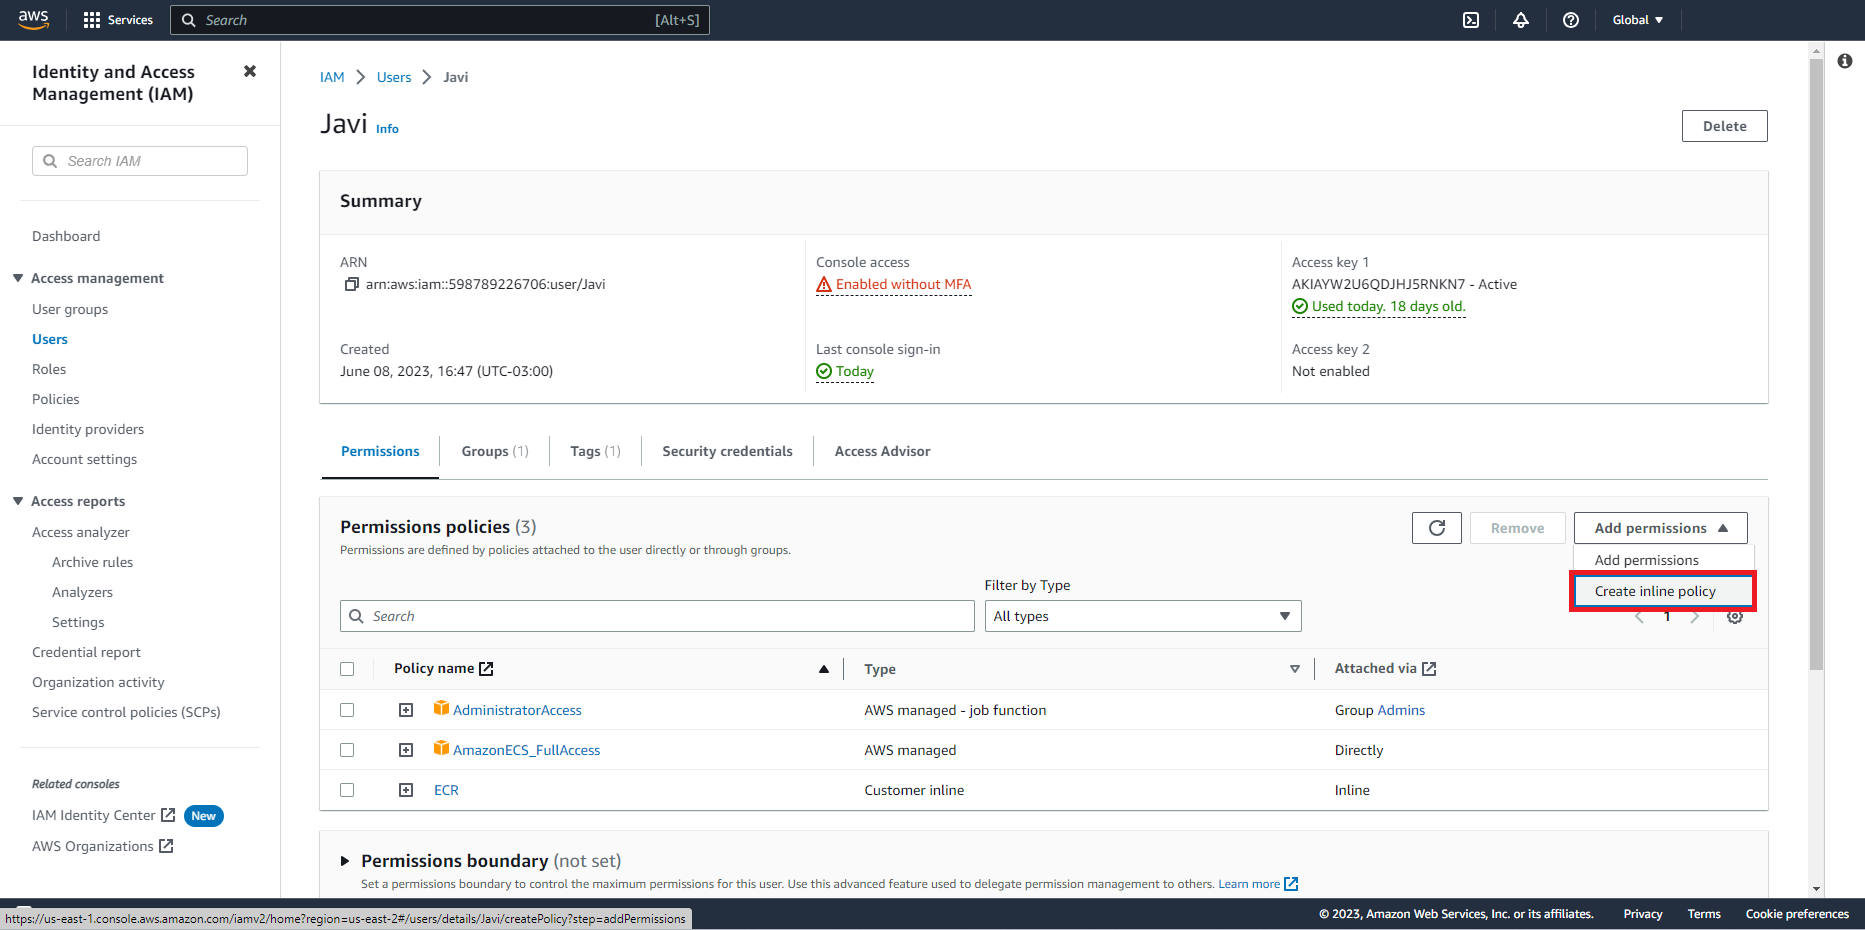 aws
Services
Search
[Alt+S]
Global
Identity and Access
Management (IAM)
Search IAM
Dashboard
Access management
User groups
Users
Roles
Policies
Identity providers
Account settings
Access reports
Access analyzer
Archive rules
Analyzers
Settings
Credential report
Organization activity
Service control policies (SCPs)
Related consoles
IAM Identity Center New
AWS Organizations
IAM > Users > Javi
Javi Info
Delete
Summary
ARN
arn:aws:iam::598789226706:user/Javi
Console access
Enabled without MFA
Access key 1
AKIAYW2U6QDJHJ5RNKN7 - Active
Used today. 18 days old.
Created
June 08, 2023, 16:47 (UTC-03:00)
Last console sign-in
Today
Access key 2
Not enabled
Permissions
Groups (1)
Tags (1)
Security credentials
Access Advisor
Permissions policies (3)
Permissions are defined by policies attached to the user directly or through groups.
Remove
Add permissions
Add permissions
Create inline policy
Filter by Type
Search
All types
1
Policy name
Type
Attached via
AdministratorAccess
AWS managed - job function
Group Admins
AmazonECS_FullAccess
AWS managed
Directly
ECR
Customer inline
Inline
Permissions boundary (not set)
Set a permissions boundary to control the maximum permissions for this user. Use this advanced feature used to delegate permission management to others. Learn more
https://us-east-1.console.aws.amazon.com/iamv2/home?region=us-east-2#/users/details/Javi/createPolicy?step=addPermissions
© 2023, Amazon Web Services, Inc. or its affiliates.
Privacy
Terms
Cookie preferences